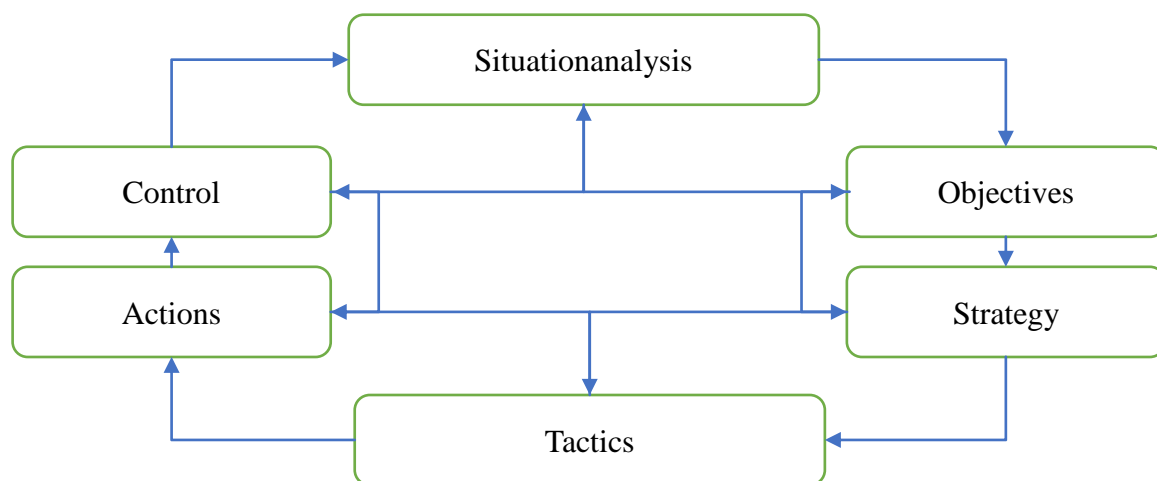 Situationanalysis
Control
Objectives
Actions
Strategy
Tactics